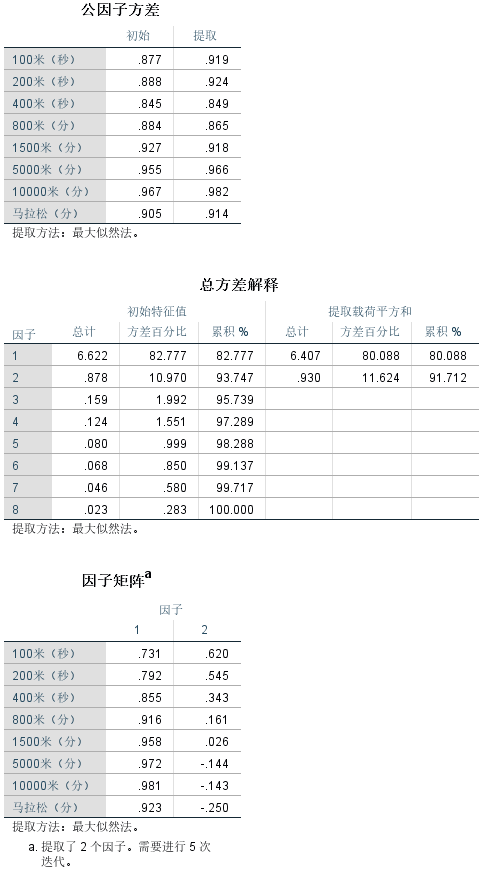 公因子方差
初始 提取
100米（秒） .877 .919
200米（秒） .888 .924
400米（秒） .845 .849
800米（分） .884 .865
1500米（分） .927 .918
5000米（分） .955 .966
10000米（分） .967 .982
马拉松（分） .905 .914
提取方法：最大似然法。
总方差解释
初始特征值 提取载荷平方和
因子 总计 方差百分比 累积 % 总计 方差百分比 累积 %
1 6.622 82.777 82.777 6.407 80.088 80.088
2 .878 10.970 93.747 .930 11.624 91.712
3 .159 1.992 95.739
4 .124 1.551 97.289
5 .080 .999 98.288
6 .068 .850 99.137
7 .046 .580 99.717
8 .023 .283 100.000
提取方法：最大似然法。
因子矩阵a
因子
1 2
100米（秒） .731 .620
200米（秒） .792 .545
400米（秒） .855 .343
800米（分） .916 .161
1500米（分） .958 .026
5000米（分） .972 -.144
10000米（分） .981 -.143
马拉松（分） .923 -.250
提取方法：最大似然法。
a. 提取了 2 个因子。需要进行 5 次
迭代。